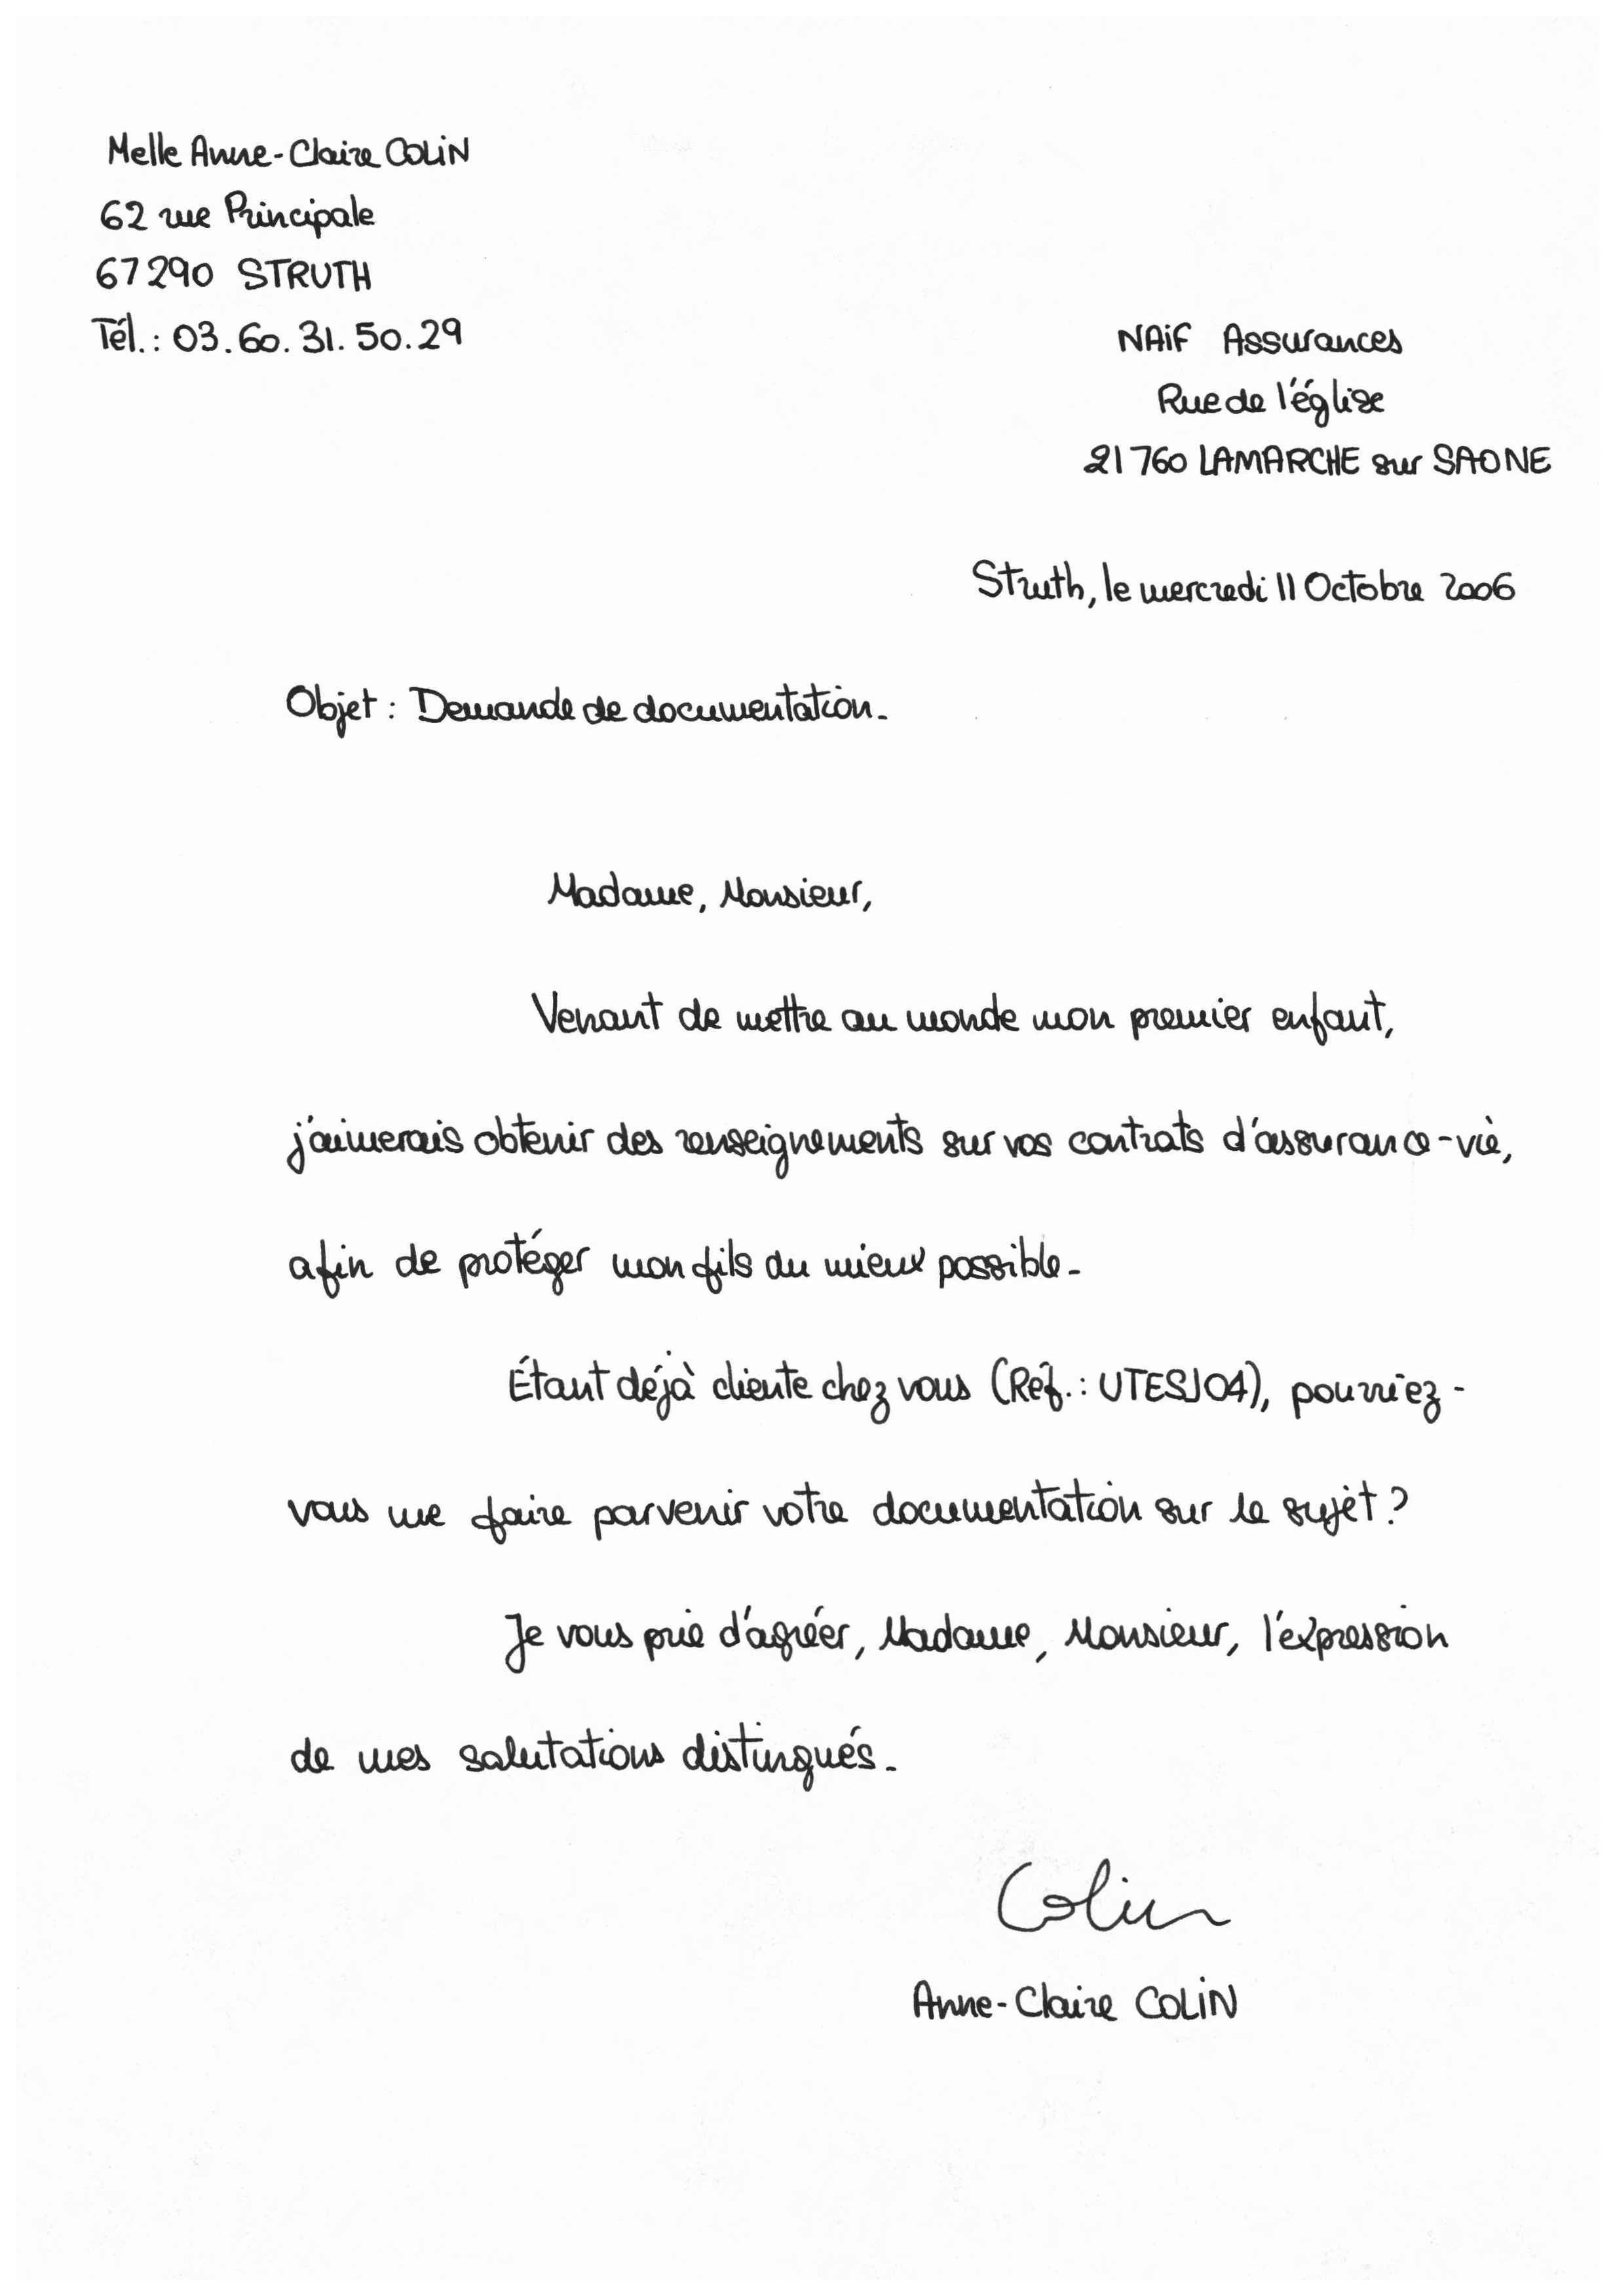 Melle Anne-Claire COLIN
62 rue Principale
67290 STRUTH
Tél.: 03.60.31.50.29
NAIF Assurances
Rue de l'église
21760 LAMARCHE sur SAONE
Struth, le mercredi 11 Octobre 2006
Objet : Demande de documentation.
Madame, Monsieur,
Venant de mettre au monde mon premier enfant,
j'aimerais obtenir des renseignements sur vos contrats d'assurance-vie,
afin de protéger mon fils du mieux possible.
Étant déjà cliente chez vous (Réf.: UTESJ04), pourriez-
vous me faire parvenir votre documentation sur le sujet ?
Je vous prie d'agréer, Madame, Monsieur, l'expression
de mes salutations distingués.
Colin
Anne-Claire COLIN